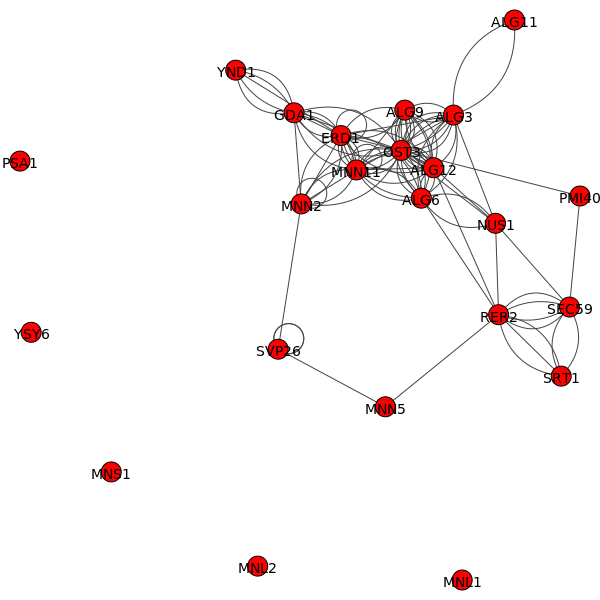 ALG11
YND1
GDA1
ALG9
ALG3
ERD1
OST3
PSA1
MNN11
ALG12
MNN2
ALG6
PMI40
NUS1
SEC59
RER2
YSY6
SVP26
SRT1
MNN5
MNS1
MNL2
MNL1